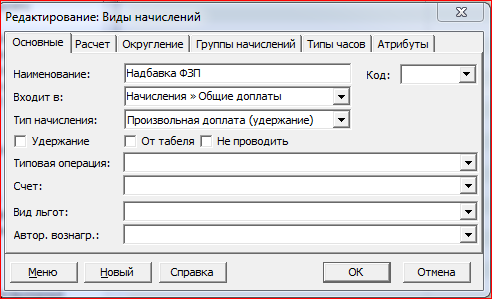 Редактирование: Виды начислений
Основные Расчет Округление Группы начислений Типы часов Атрибуты
Наименование: Надбавка ФЗП Код:
Входит в: Начисления » Общие доплаты
Тип начисления: Произвольная доплата (удержание)
Удержание От табеля Не проводить
Типовая операция:
Счет:
Вид льгот:
Автор. вознагр.:
Меню Новый Справка ОК Отмена